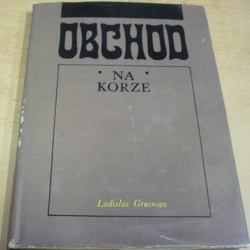 OBCHOD
• NA •
KORZE
Ladislav Grosman